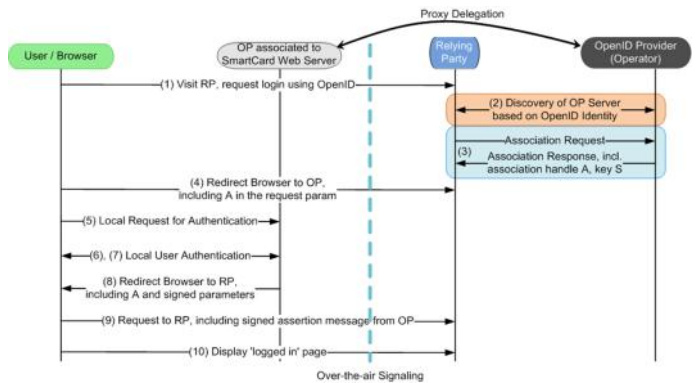 Proxy Delegation
User / Browser
OP associated to
SmartCard Web Server
Relying
Party
OpenID Provider
(Operator)
(1) Visit RP, request login using OpenID
(2) Discovery of OP Server
based on OpenID Identity
Association Request
(3)
Association Response, incl.
association handle A, key S
(4) Redirect Browser to OP,
including A in the request param
(5) Local Request for Authentication
(6), (7) Local User Authentication
(8) Redirect Browser to RP,
including A and signed parameters
(9) Request to RP, including signed assertion message from OP
(10) Display 'logged in' page
Over-the-air Signaling